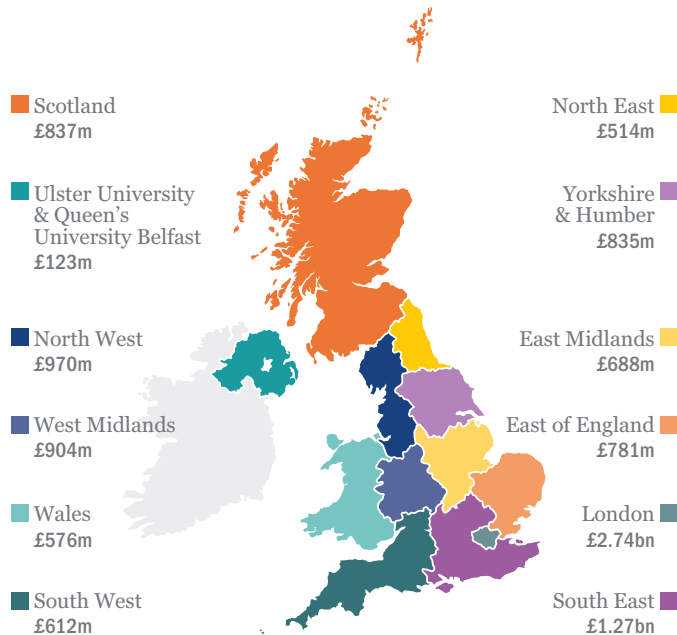 Scotland
£837m
Ulster University
& Queen's
University Belfast
£123m
North West
£970m
West Midlands
£904m
Wales
£576m
South West
£612m
North East
£514m
Yorkshire
& Humber
£835m
East Midlands
£688m
East of England
£781m
London
£2.74bn
South East
£1.27bn